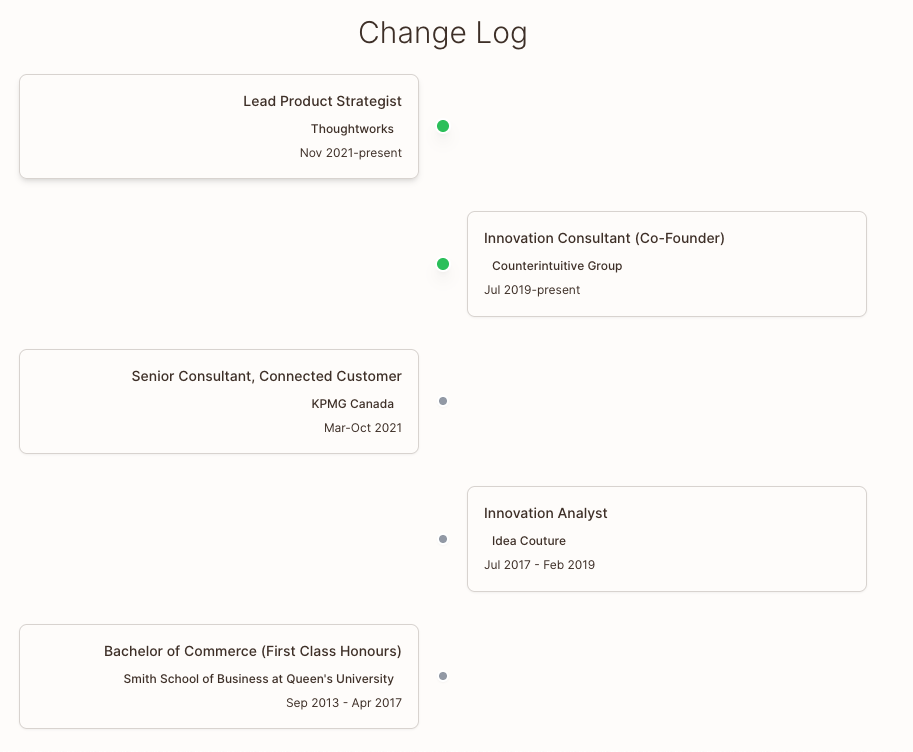 Change Log
Lead Product Strategist
Thoughtworks
Nov 2021-present
Innovation Consultant (Co-Founder)
Counterintuitive Group
Jul 2019-present
Senior Consultant, Connected Customer
KPMG Canada
Mar-Oct 2021
Innovation Analyst
Idea Couture
Jul 2017 - Feb 2019
Bachelor of Commerce (First Class Honours)
Smith School of Business at Queen's University
Sep 2013 - Apr 2017